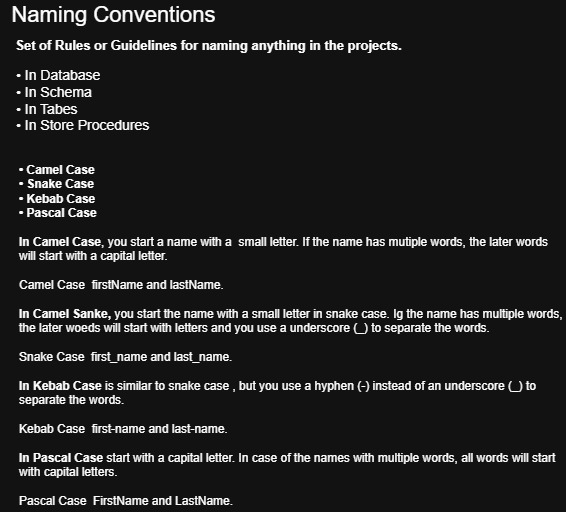 Naming Conventions
Set of Rules or Guidelines for naming anything in the projects.
• In Database
• In Schema
• In Tabes
• In Store Procedures
• Camel Case
• Snake Case
• Kebab Case
• Pascal Case
In Camel Case, you start a name with a  small letter. If the name has mutiple words, the later words
will start with a capital letter.
Camel Case  firstName and lastName.
In Camel Sanke, you start the name with a small letter in snake case. Ig the name has multiple words,
the later woeds will start with letters and you use a underscore (_) to separate the words.
Snake Case  first_name and last_name.
In Kebab Case is similar to snake case , but you use a hyphen (-) instead of an underscore (_) to
separate the words.
Kebab Case  first-name and last-name.
In Pascal Case start with a capital letter. In case of the names with multiple words, all words will start
with capital letters.
Pascal Case  FirstName and LastName.